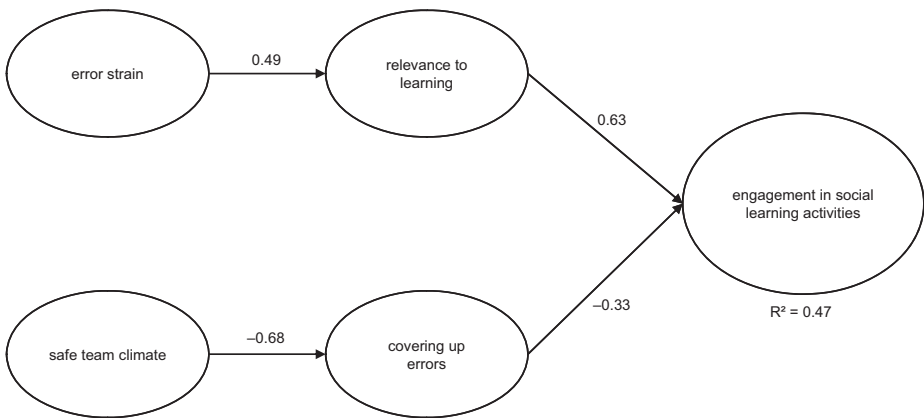 error strain
0.49
relevance to
learning
0.63
engagement in social
learning activities
safe team climate
–0.68
covering up
errors
–0.33
R² = 0.47